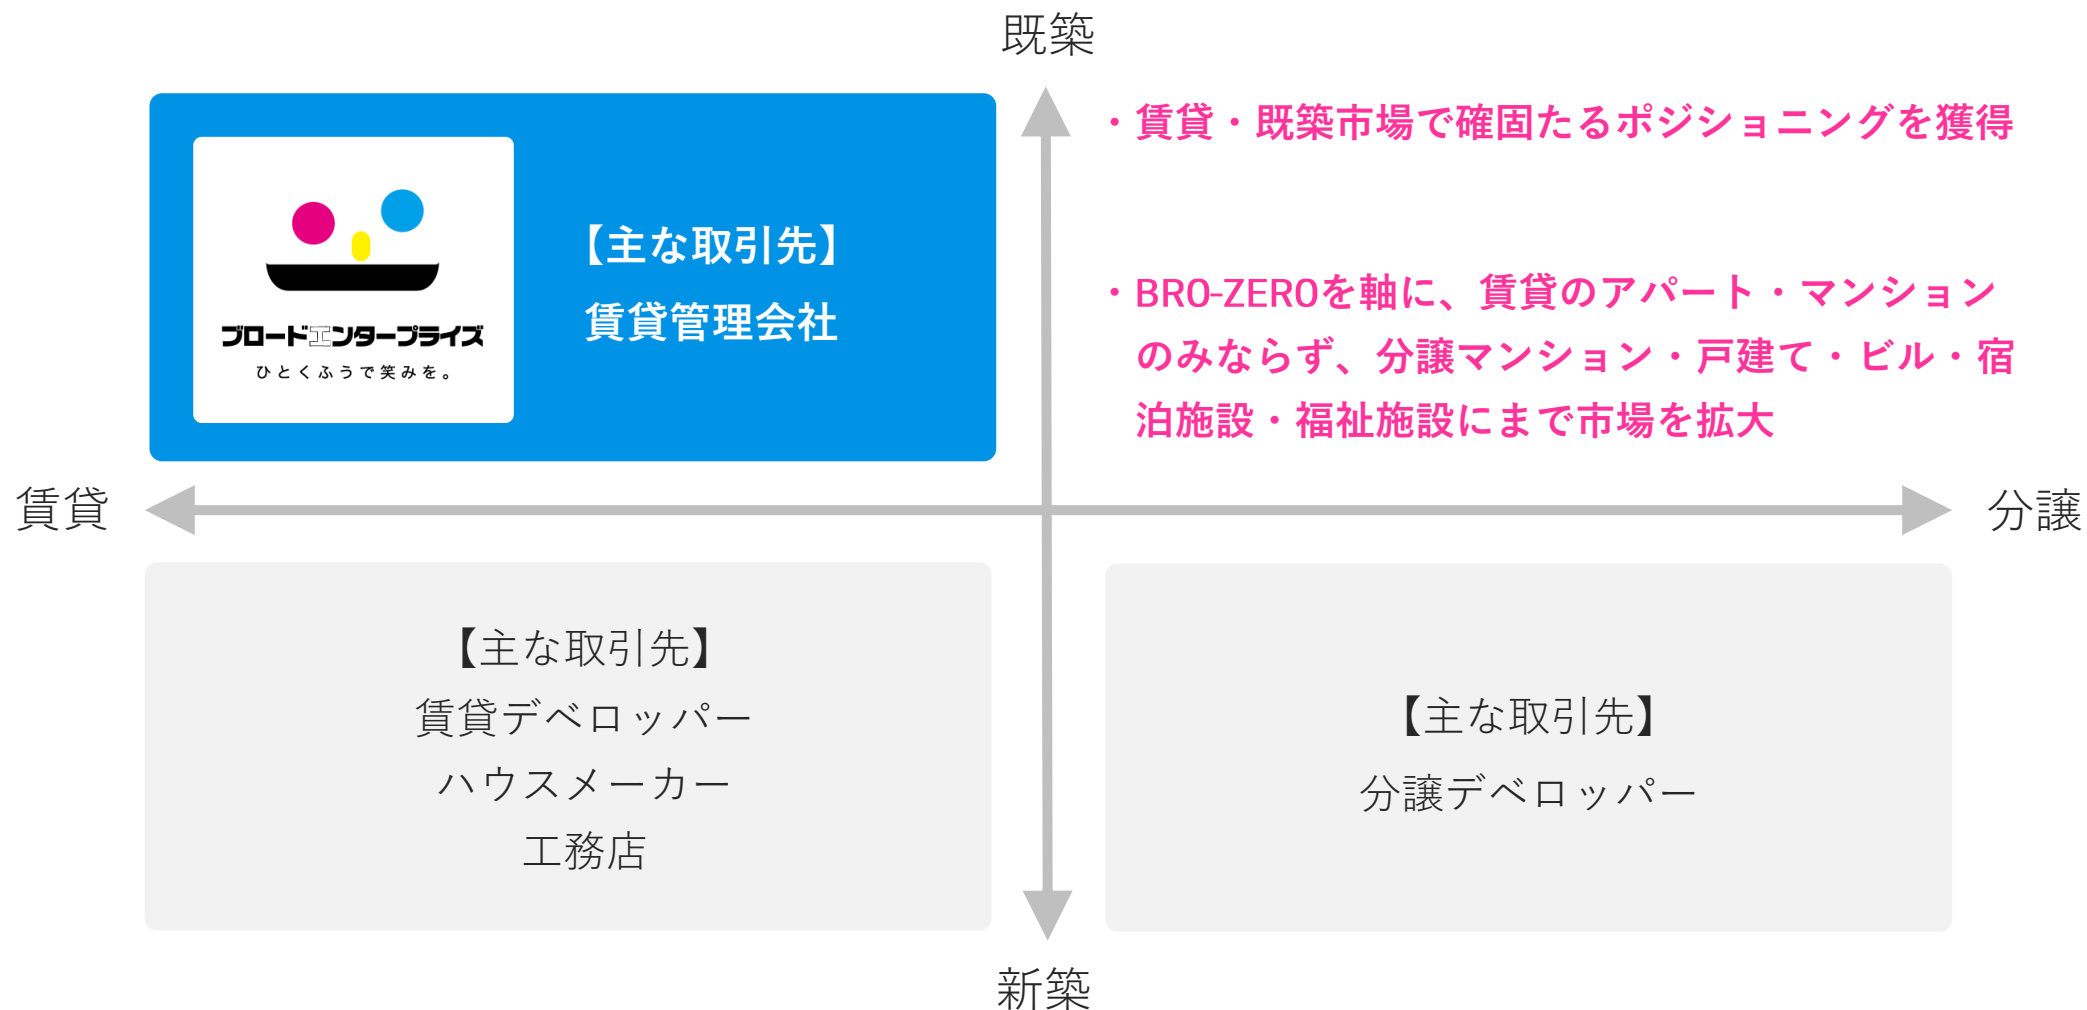 既築
ブロードエンタープライズ
ひとくふうで笑みを。
【主な取引先】
賃貸管理会社
・賃貸・既築市場で確固たるポジショニングを獲得
・BRO-ZEROを軸に、賃貸のアパート・マンション
のみならず、分譲マンション・戸建て・ビル・宿
泊施設・福祉施設にまで市場を拡大
賃貸
分譲
【主な取引先】
賃貸デベロッパー
ハウスメーカー
工務店
【主な取引先】
分譲デベロッパー
新築